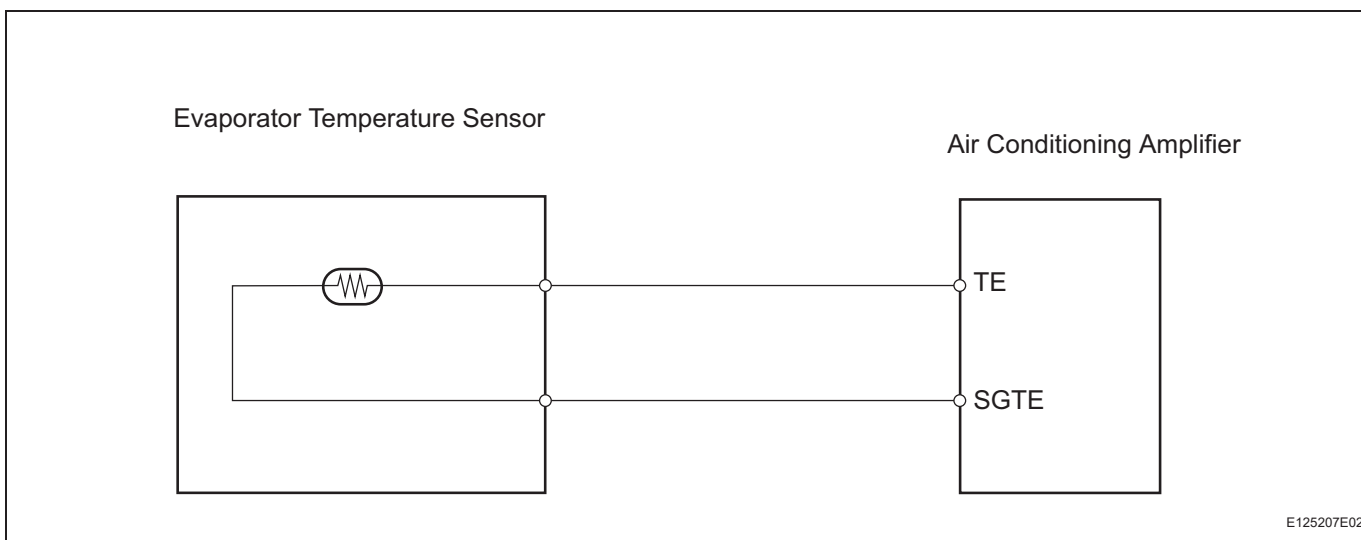 Evaporator Temperature Sensor
Air Conditioning Amplifier
TE
SGTE
E125207E02